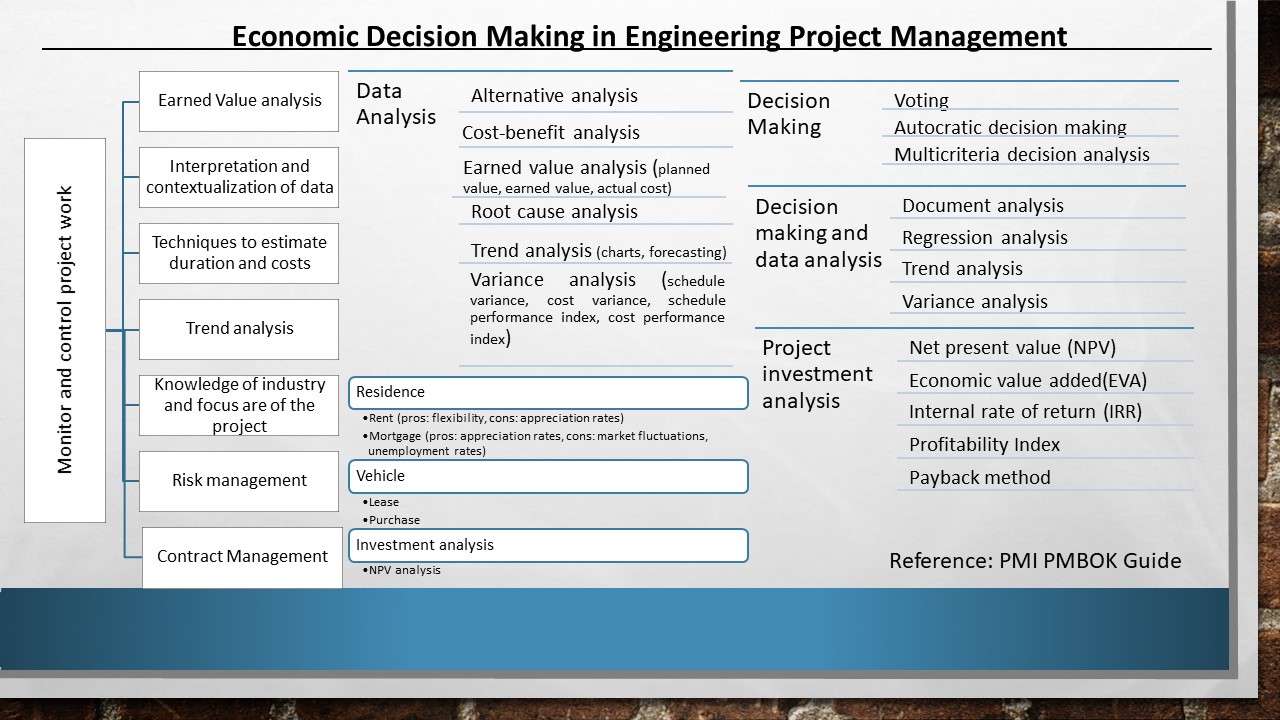 Economic Decision Making in Engineering Project Management
Monitor and control project work
Earned Value analysis
Interpretation and
contextualization of data
Techniques to estimate
duration and costs
Trend analysis
Knowledge of industry
and focus are of the
project
Risk management
Contract Management
Data
Analysis
Alternative analysis
Cost-benefit analysis
Earned value analysis (planned
value, earned value, actual cost)
Root cause analysis
Trend analysis (charts, forecasting)
Variance analysis (schedule
variance, cost variance, schedule
performance index, cost performance
index)
Residence
•Rent (pros: flexibility, cons: appreciation rates)
•Mortgage (pros: appreciation rates, cons: market fluctuations,
unemployment rates)
Vehicle
•Lease
•Purchase
Investment analysis
•NPV analysis
Decision
Making
Voting
Autocratic decision making
Multicriteria decision analysis
Decision
making and
data analysis
Document analysis
Regression analysis
Trend analysis
Variance analysis
Project
investment
analysis
Net present value (NPV)
Economic value added(EVA)
Internal rate of return (IRR)
Profitability Index
Payback method
Reference: PMI PMBOK Guide